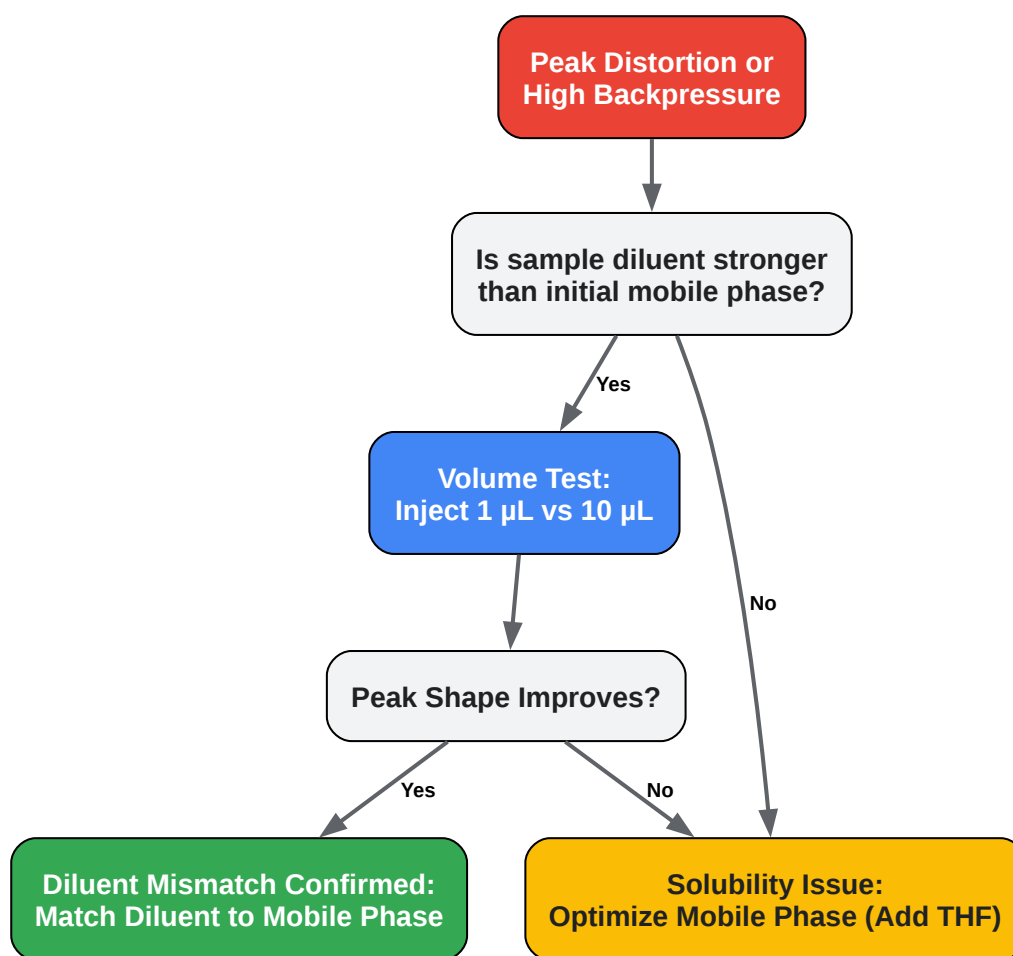 Peak Distortion or
High Backpressure
Is sample diluent stronger
than initial mobile phase?
Yes
Volume Test:
Inject 1 µL vs 10 µL
No
Peak Shape Improves?
Yes
No
Diluent Mismatch Confirmed:
Match Diluent to Mobile Phase
Solubility Issue:
Optimize Mobile Phase (Add THF)